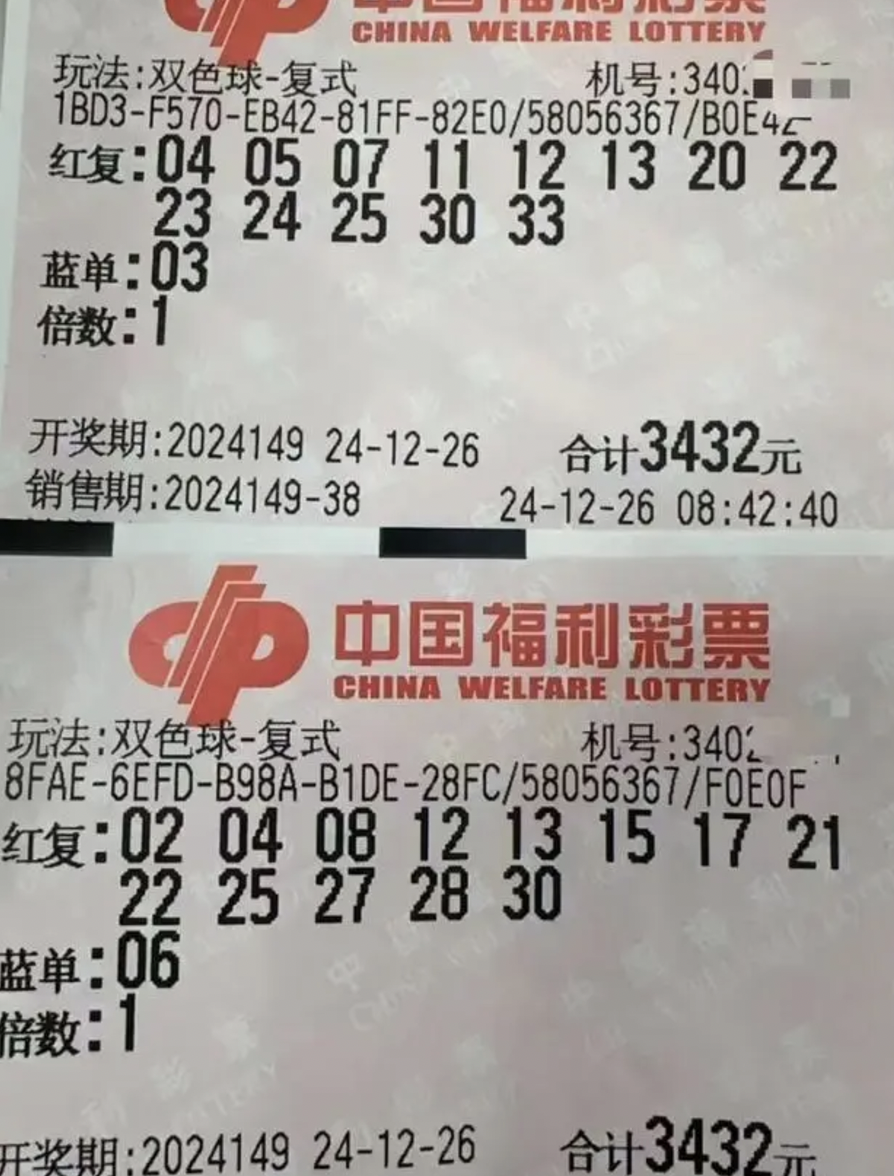 中国福利彩票
CHINA WELFARE LOTTERY
玩法:双色球-复式 机号:340
1BD3-F570-EB42-81FF-82E0/58056367/B0E42
红复:04 05 07 11 12 13 20 22
23 24 25 30 33
蓝单:03
倍数:1
开奖期:2024149 24-12-26 合计3432元
销售期:2024149-38 24-12-26 08:42:40
中国福利彩票
CHINA WELFARE LOTTERY
玩法:双色球-复式 机号:3402
8FAE-6EFD-B98A-B1DE-28FC/58056367/F0E0F
红复:02 04 08 12 13 15 17 21
22 25 27 28 30
蓝单:06
倍数:1
开奖期:2024149 24-12-26 合计3432元